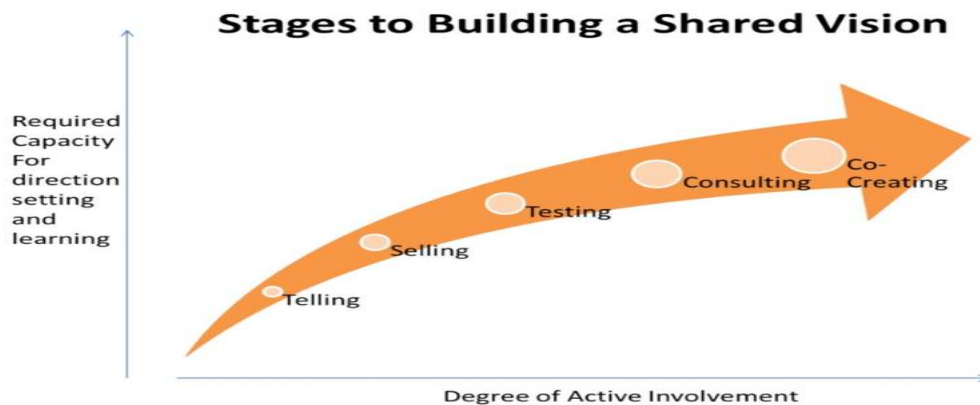 Stages to Building a Shared Vision
Required
Capacity
For
direction
setting
and
learning
Co-
Creating
Consulting
Testing
Selling
Telling
Degree of Active Involvement